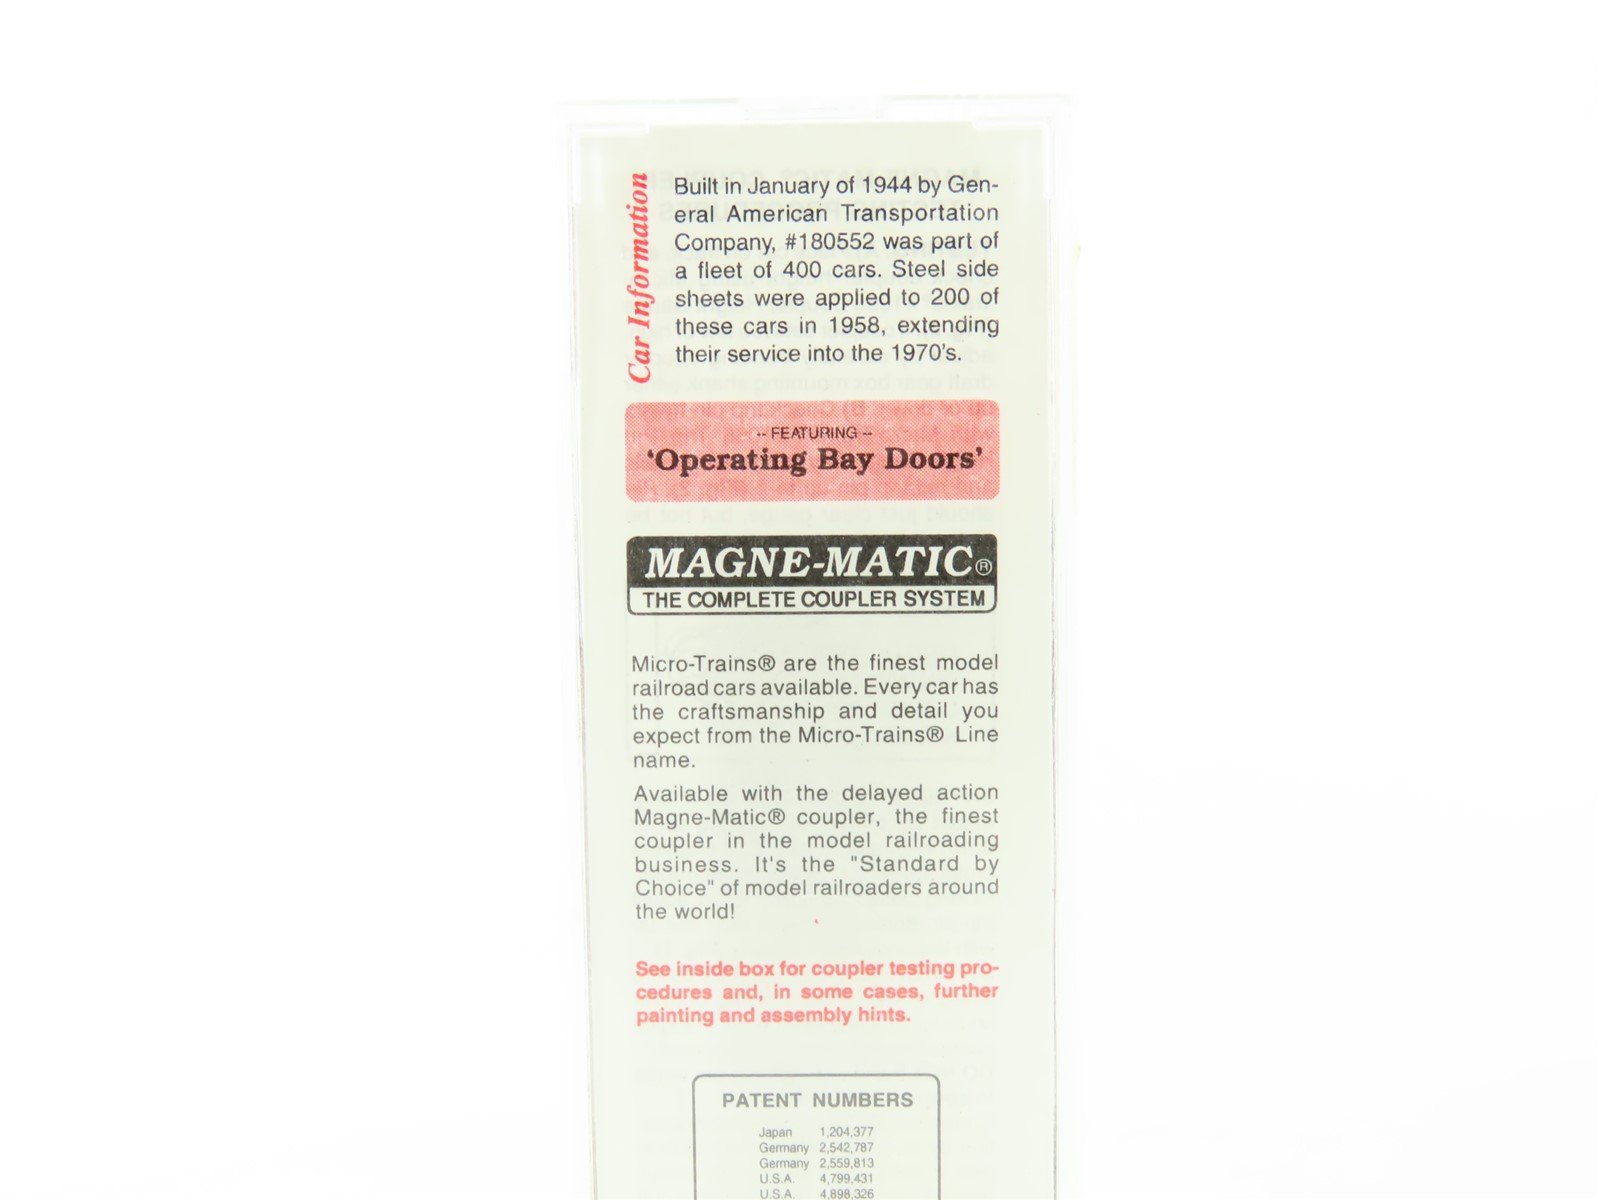 Car Information
Built in January of 1944 by Gen-
eral American Transportation
Company, #180552 was part of
a fleet of 400 cars. Steel side
sheets were applied to 200 of
these cars in 1958, extending
their service into the 1970's.
-- FEATURING --
'Operating Bay Doors'
MAGNE-MATIC®
THE COMPLETE COUPLER SYSTEM
Micro-Trains® are the finest model
railroad cars available. Every car has
the craftsmanship and detail you
expect from the Micro-Trains® Line
name.
Available with the delayed action
Magne-Matic® coupler, the finest
coupler in the model railroading
business. It's the "Standard by
Choice" of model railroaders around
the world!
See inside box for coupler testing pro-
cedures and, in some cases, further
painting and assembly hints.
PATENT NUMBERS
Japan 1,204,377
Germany 2,542,787
Germany 2,559,813
U.S.A. 4,799,431
U.S.A. 4,898,326